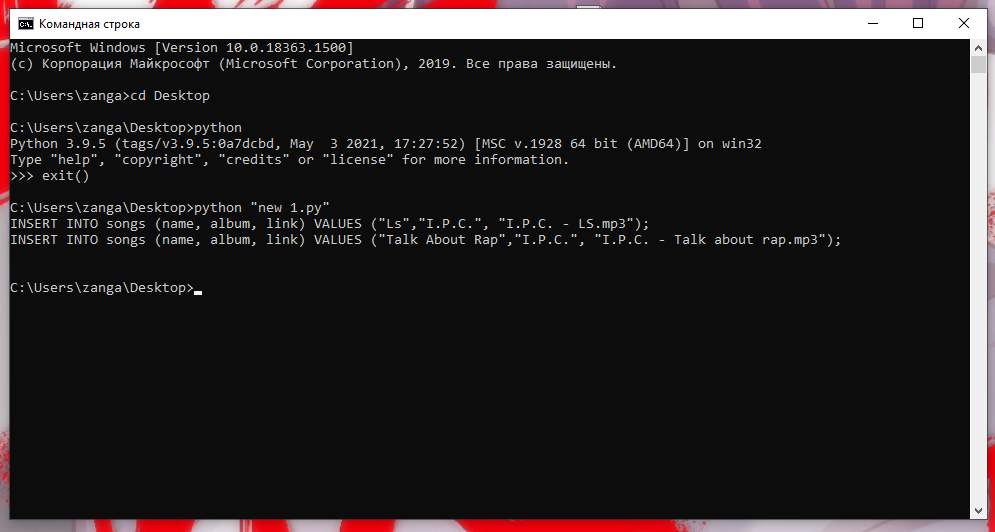 Командная строка
Microsoft Windows [Version 10.0.18363.1500]
(c) Корпорация Майкрософт (Microsoft Corporation), 2019. Все права защищены.
C:\Users\zanga>cd Desktop
C:\Users\zanga\Desktop>python
Python 3.9.5 (tags/v3.9.5:0a7dcbd, May  3 2021, 17:27:52) [MSC v.1928 64 bit (AMD64)] on win32
Type "help", "copyright", "credits" or "license" for more information.
>>> exit()
C:\Users\zanga\Desktop>python "new 1.py"
INSERT INTO songs (name, album, link) VALUES ("Ls","I.P.C.", "I.P.C. - LS.mp3");
INSERT INTO songs (name, album, link) VALUES ("Talk About Rap","I.P.C.", "I.P.C. - Talk about rap.mp3");
C:\Users\zanga\Desktop>